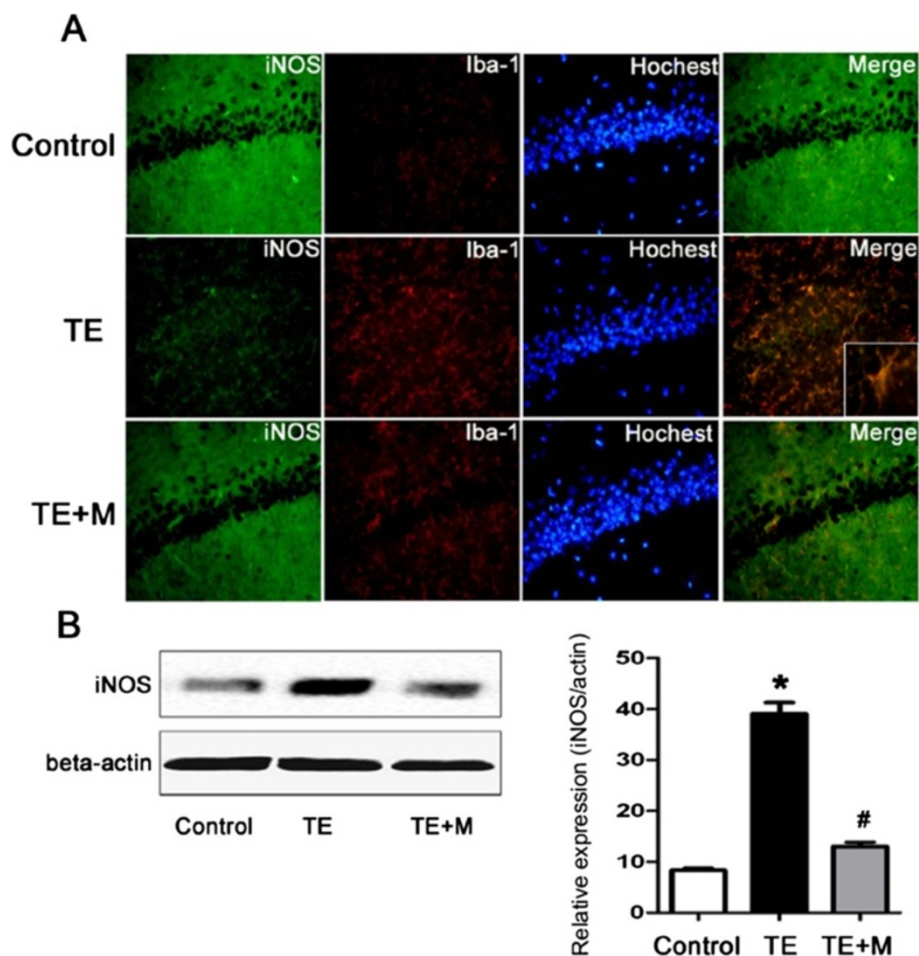 A
iNOS Iba-1 Hochest Merge
Control
iNOS Iba-1 Hochest Merge
TE
iNOS Iba-1 Hochest Merge
TE+M
B
iNOS
beta-actin
Control TE TE+M
Relative expression (iNOS/actin)
50
40
30
20
10
0
*
#
Control TE TE+M